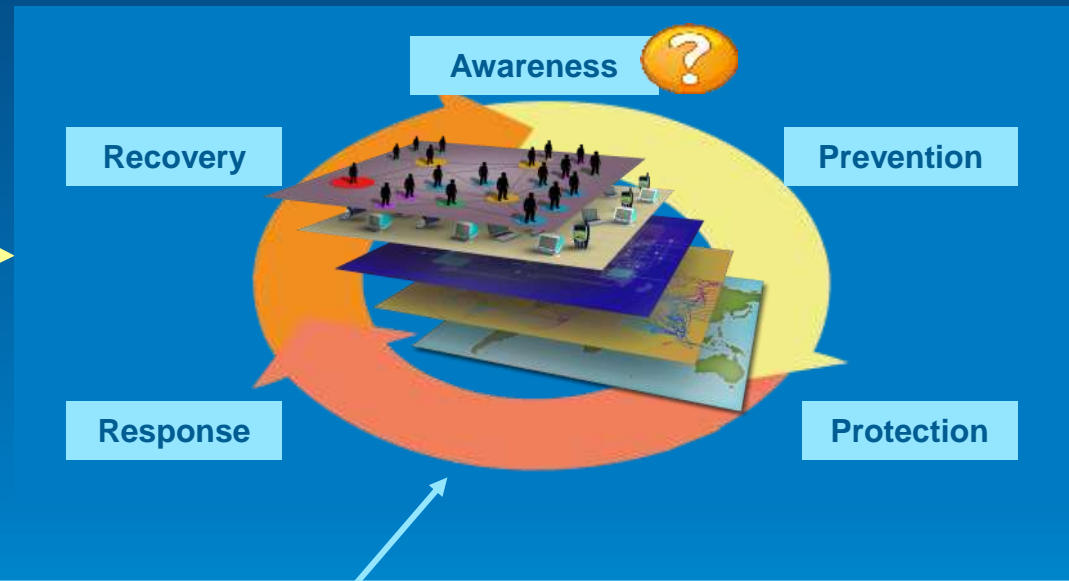 Awareness
?
Recovery
Prevention
Response
Protection